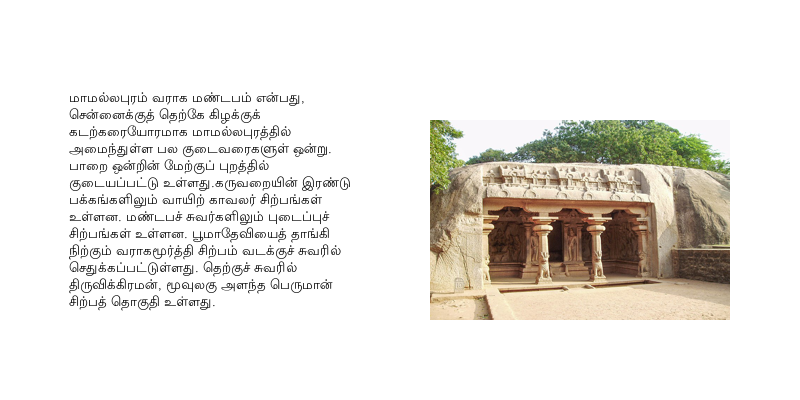 மாமல்லபுரம் வராக மண்டபம் என்பது,
சென்னைக்குத் தெற்கே கிழக்குக்
கடற்கரையோரமாக மாமல்லபுரத்தில்
அமைந்துள்ள பல குடைவரைகளுள் ஒன்று.
பாறை ஒன்றின் மேற்குப் புறத்தில்
குடையப்பட்டு உள்ளது.கருவறையின் இரண்டு
பக்கங்களிலும் வாயிற் காவலர் சிற்பங்கள்
உள்ளன. மண்டபச் சுவர்களிலும் புடைப்புச்
சிற்பங்கள் உள்ளன. பூமாதேவியைத் தாங்கி
நிற்கும் வராகமூர்த்தி சிற்பம் வடக்குச் சுவரில்
செதுக்கப்பட்டுள்ளது. தெற்குச் சுவரில்
திருவிக்கிரமன், மூவுலகு அளந்த பெருமான்
சிற்பத் தொகுதி உள்ளது.